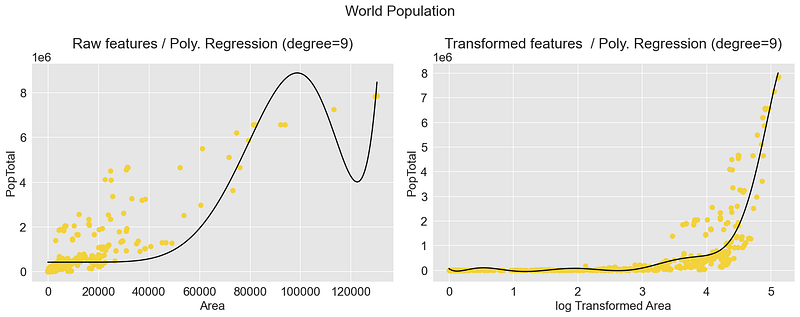 World Population
Raw features / Poly. Regression (degree=9)
1e6
PopTotal
8
6
4
2
0
0 20000 40000 60000 80000 100000 120000
Area
Transformed features / Poly. Regression (degree=9)
1e6
PopTotal
8
7
6
5
4
3
2
1
0
0 1 2 3 4 5
log Transformed Area